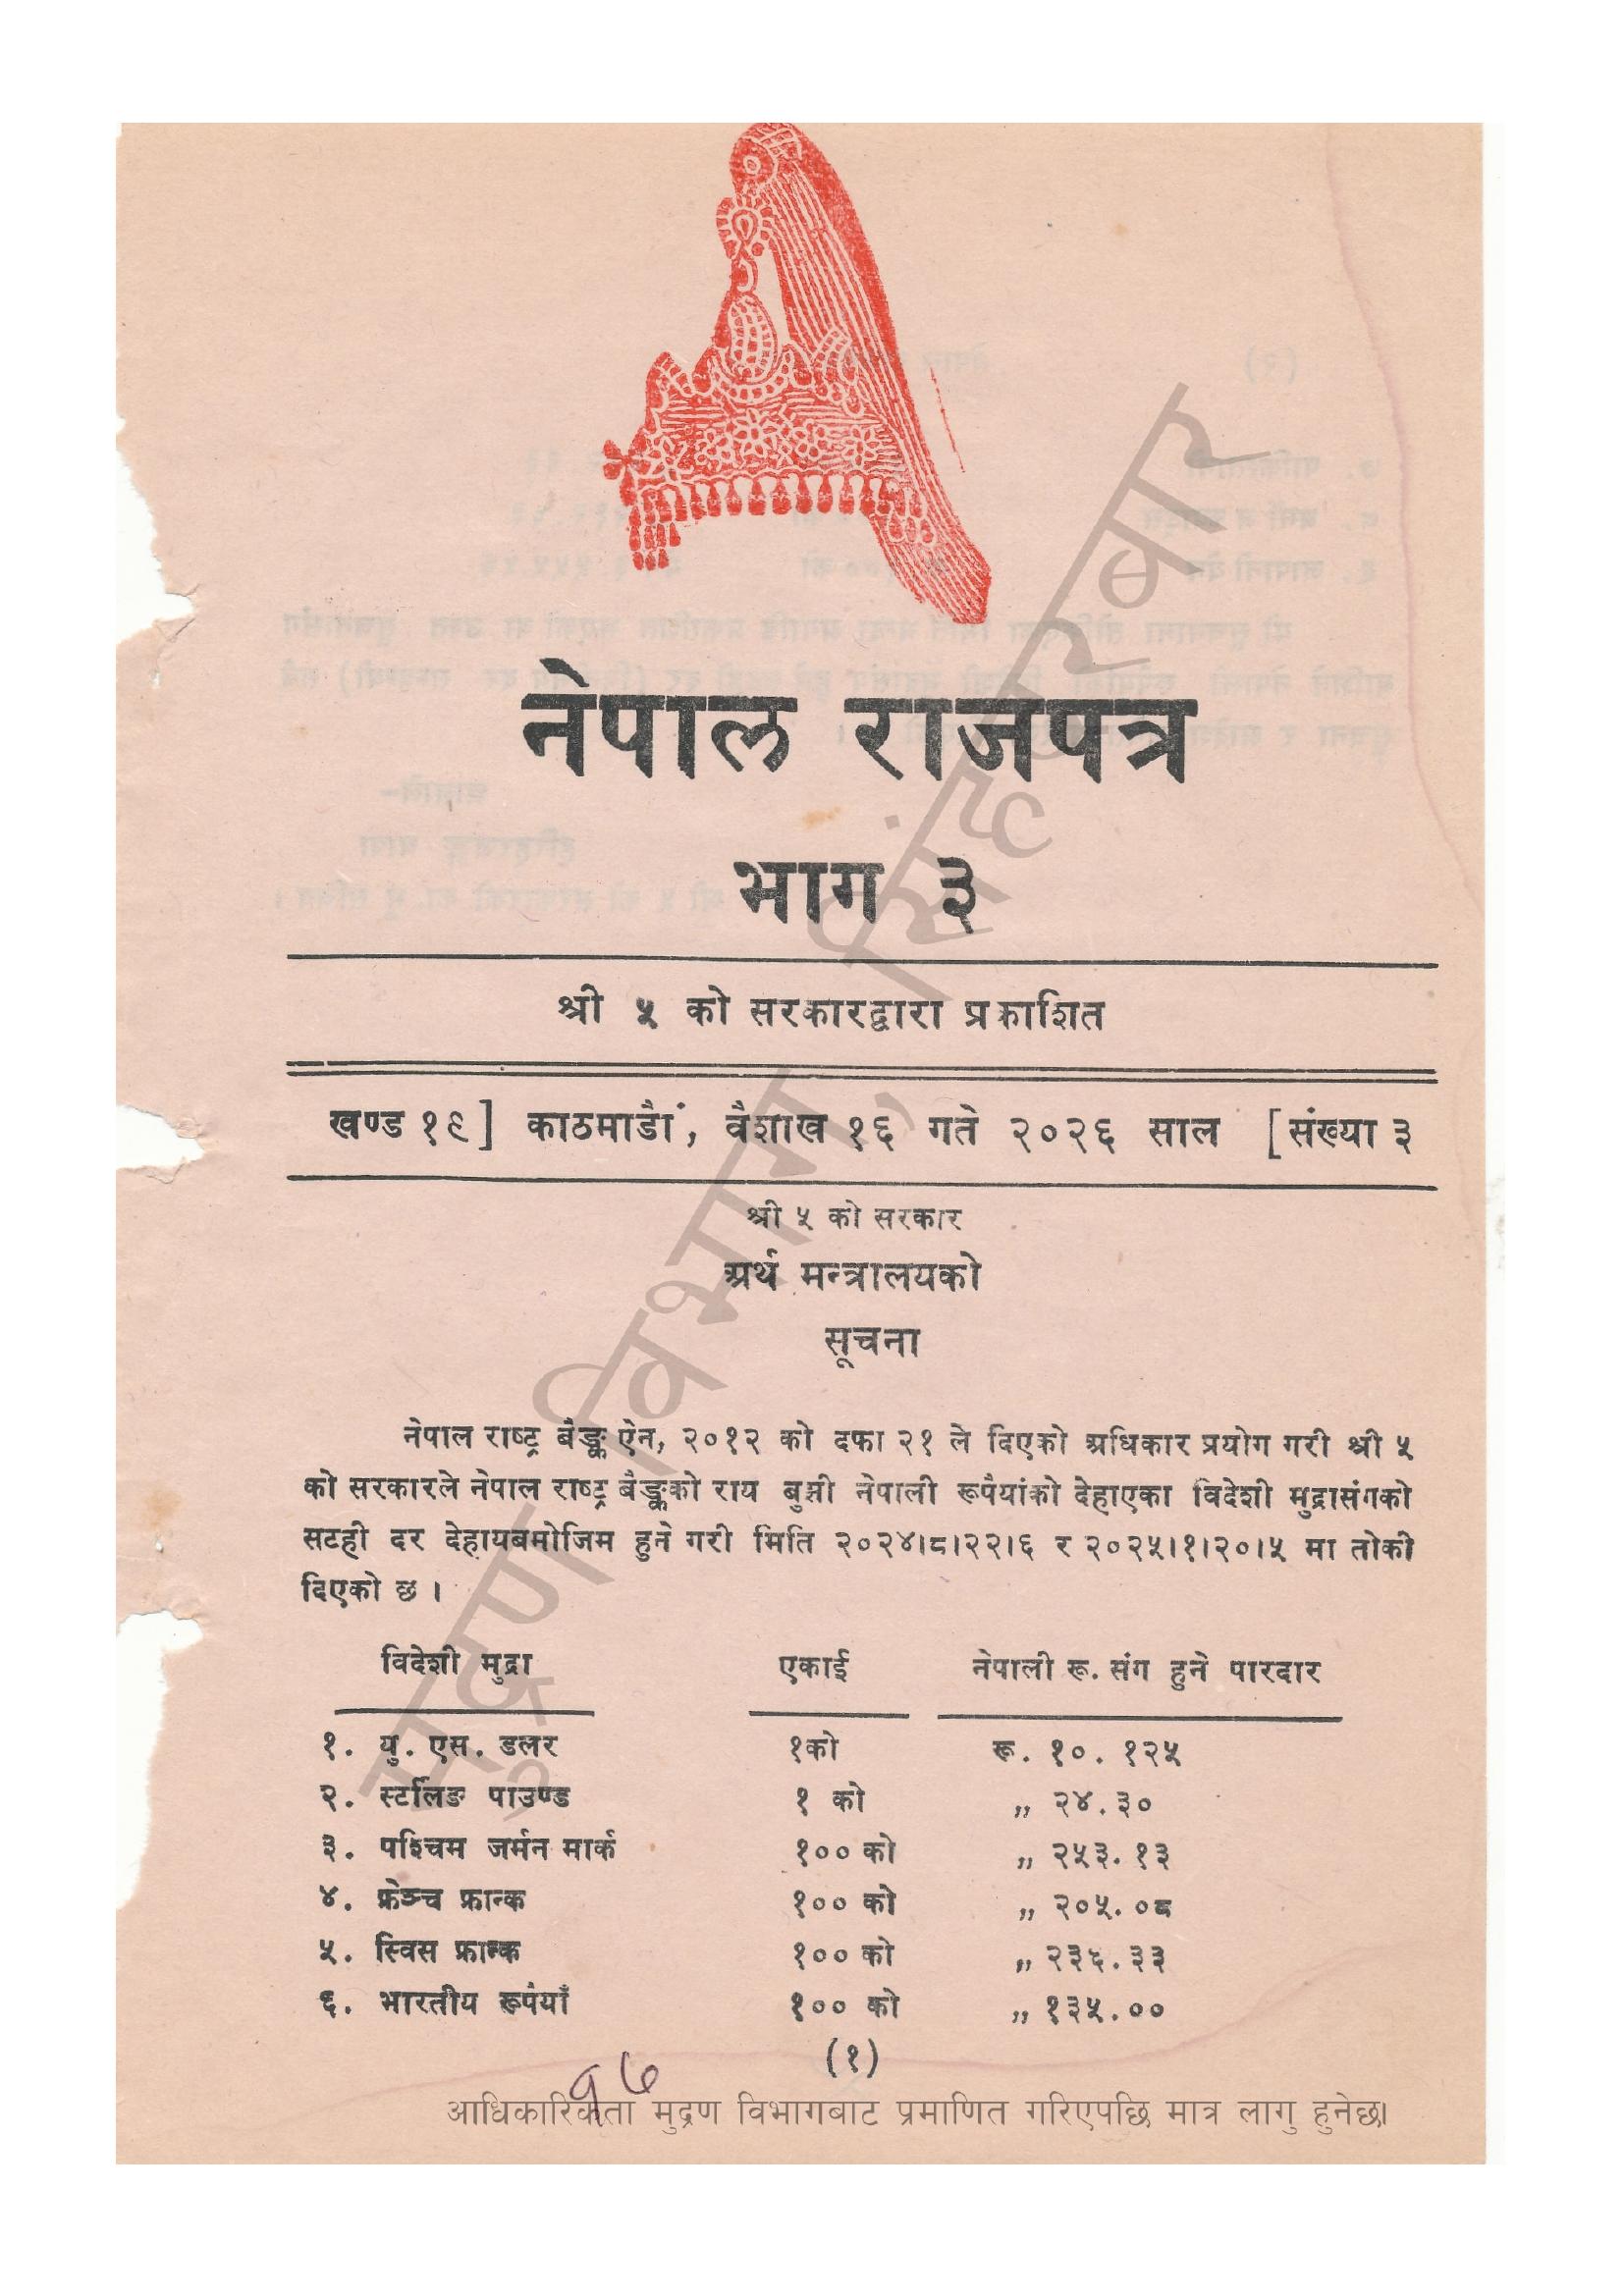 नेपाल राजपत्र
भाग ३
श्री ५ को सरकारद्वारा प्रकाशित
खण्ड १९] काठमाडौं, वैशाख १६ गते २०२६ साल [संख्या ३
श्री ५ को सरकार
अर्थ मन्त्रालयको
सूचना
नेपाल राष्ट्र बैङ्क ऐन, २०१२ को दफा २१ ले दिएको अधिकार प्रयोग गरी श्री ५
को सरकारले नेपाल राष्ट्र बैङ्कको राय बुझी नेपाली रूपैयांको देहाएका विदेशी मुद्रासंगको
सटही दर देहायबमोजिम हुने गरी मिति २०२४।८।२२।६ र २०२५।१।२०।५ मा तोकी
दिएको छ ।
विदेशी मुद्रा एकाई नेपाली रू. संग हुने पारदार
१. यु. एस. डलर १को रू. १०. १२५
२. स्टर्लिङ पाउण्ड १ को ,, २४.३०
३. पश्चिम जर्मन मार्क १०० को ,, २५३. १३
४. फ्रेञ्च फ्रान्क १०० को ,, २०५. ०८
५. स्विस फ्रान्क १०० को ,, २३६. ३३
६. भारतीय रूपैयाँ १०० को ,, १३५.००
(१)
१७
आधिकारिकता मुद्रण विभागबाट प्रमाणित गरिएपछि मात्र लागु हुनेछ।
मुद्रण विभाग, सिंहदरबार